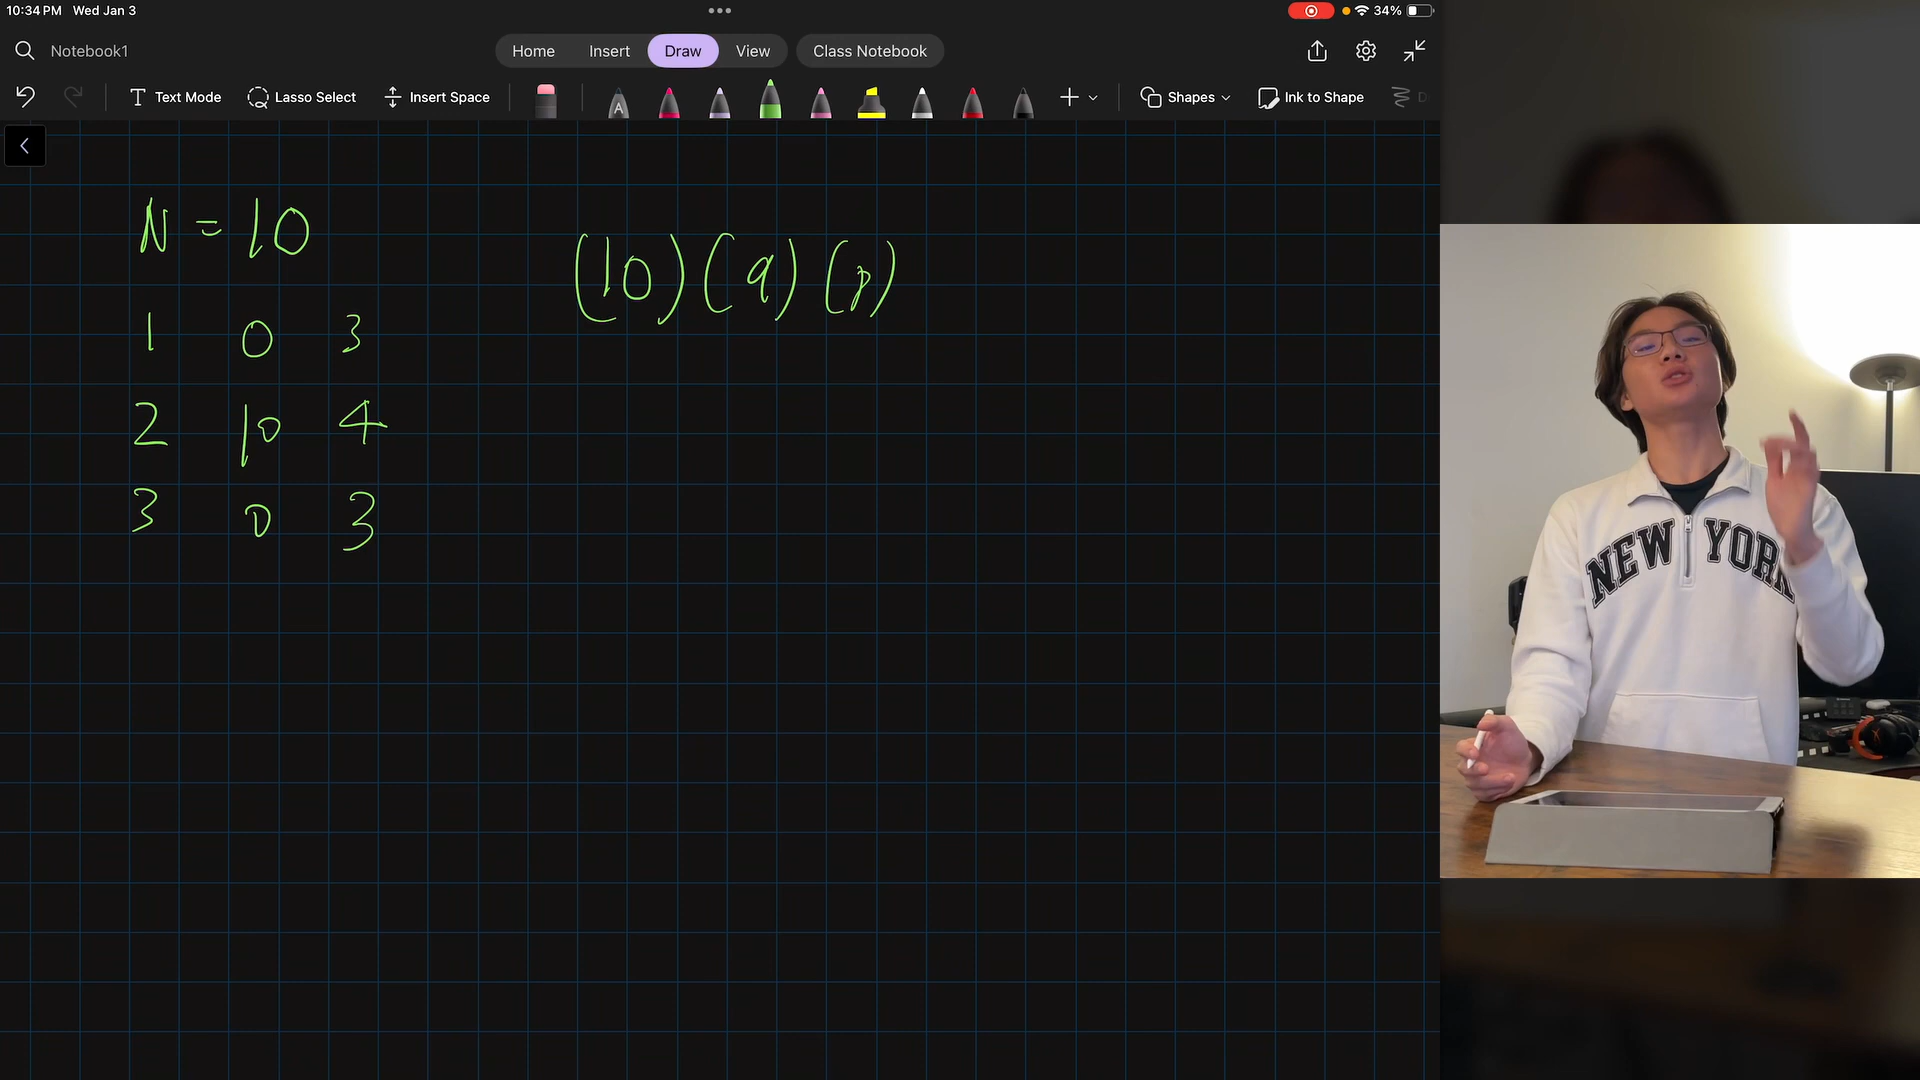 10:34 PM Wed Jan 3
34%
Notebook1
Home Insert Draw View Class Notebook
Text Mode Lasso Select Insert Space
A
Shapes Ink to Shape D
N = 10
(10) (9) (8)
1 0 3
2 10 4
3 0 3
NEW YORK